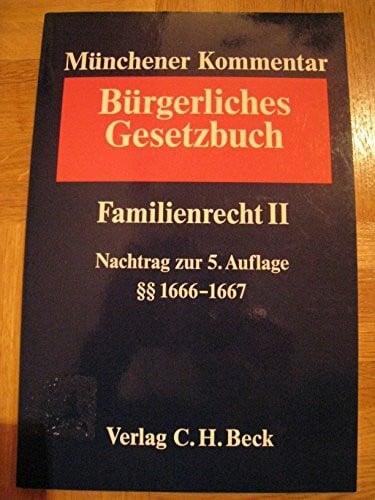 Münchener Kommentar
Bürgerliches
Gesetzbuch
Familienrecht II
Nachtrag zur 5. Auflage
§§ 1666–1667
Verlag C. H. Beck